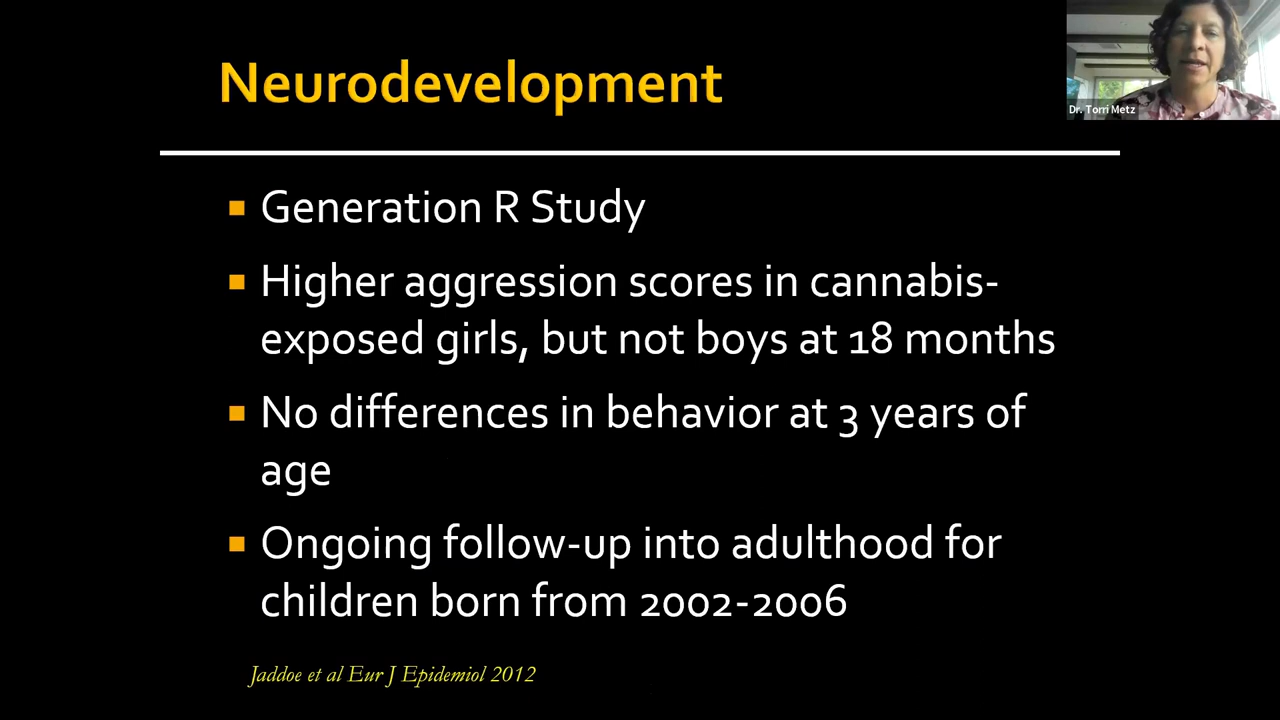 Neurodevelopment
Dr. Torri Metz
▪ Generation R Study
▪ Higher aggression scores in cannabis-
exposed girls, but not boys at 18 months
▪ No differences in behavior at 3 years of
age
▪ Ongoing follow-up into adulthood for
children born from 2002-2006
Jaddoe et al Eur J Epidemiol 2012